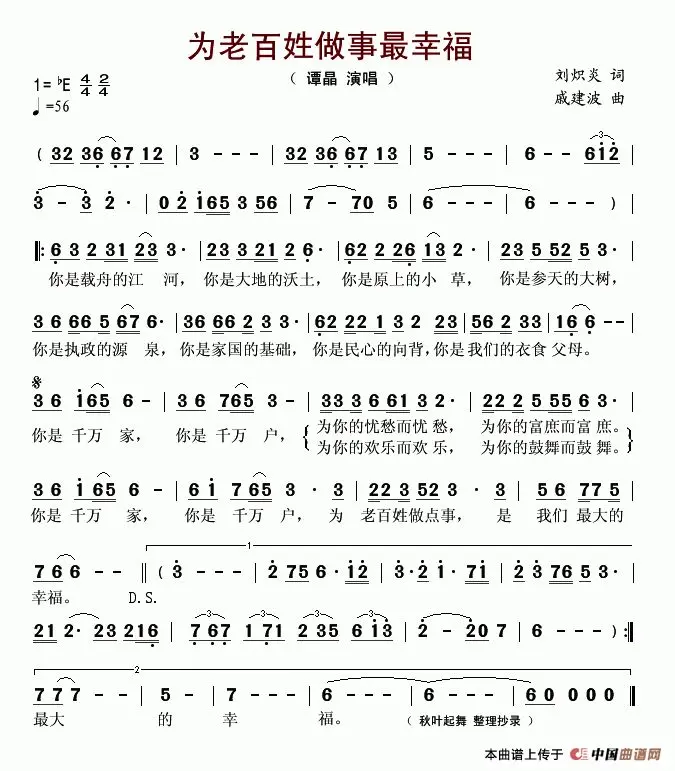 为老百姓做事最幸福
（ 谭晶 演唱 ）
1=♭E 4/4 2/4
刘炽炎 词
♩=56
戚建波 曲
( 32 36 67 12 | 3 - - - | 32 36 67 13 | 5 - - - | 6 - - 612
3 - 3 2· | 02 165 3 56 | 7 - 70 5 | 6 - - - | 6 - - - )
‖: 6 3 2 31 23 3· | 23 3 21 2 6· | 62 2 26 13 2· | 23 5 52 5 3·
你是载舟的江 河， 你是大地的沃土， 你是原上的小 草， 你是参天的大树，
3 6 66 5 67 6· | 36 66 2 3 3· | 62 22 1 3 2 23 | 56 2 33 | 16 6 - -
你是执政的源 泉， 你是家国的基础， 你是民心的向背， 你是我们的衣食 父母。
3 6 165 6 - | 3 6 765 3 - | 33 3 6 61 3 2· | 22 2 5 55 6 3·
你是 千万 家， 你是 千万 户， 为你的忧愁而忧 愁， 为你的富庶而富 庶。
为你的欢乐而欢 乐， 为你的鼓舞而鼓 舞。
3 6 1 65 6 - | 6 1 7 65 3 · 3 | 22 3 52 3 · 3 | 5 6 77 5
你是 千万 家， 你是 千万 户， 为 老百姓做点事， 是 我们 最大的
1
7 6 6 - - ‖ ( 3 - - - | 2 75 6· 12 | 3·2 1· 71 | 2 3 76 5 3·
幸福。 D.S.
21 2· 23 216 | 7 67 1 71 2 35 6 13 | 2 - 20 7 | 6 - - - ) :‖
2
7 7 7 - | 5 - | 7 - - - | 6 - - - | 6 - - - | 60 0 0 0 ‖
最大 的 幸 福。 （ 秋叶起舞 整理抄录 ）
本曲谱上传于 中国曲谱网